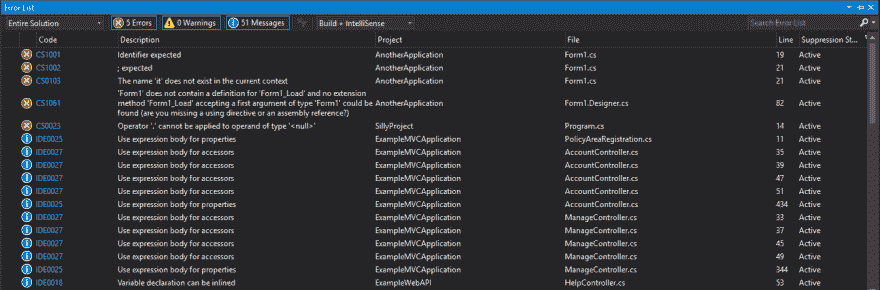 Error List
Entire Solution 5 Errors 0 Warnings 51 Messages Build + IntelliSense Search Error List
Code Description Project File Line Suppression St...
CS1001 Identifier expected AnotherApplication Form1.cs 19 Active
CS1002 ; expected AnotherApplication Form1.cs 21 Active
CS0103 The name 'it' does not exist in the current context AnotherApplication Form1.cs 21 Active
'Form1' does not contain a definition for 'Form1_Load' and no extension
CS1061 method 'Form1_Load' accepting a first argument of type 'Form1' could be AnotherApplication Form1.Designer.cs 82 Active
found (are you missing a using directive or an assembly reference?)
CS0023 Operator '.' cannot be applied to operand of type '<null>' SillyProject Program.cs 14 Active
IDE0025 Use expression body for properties ExampleMVCApplication PolicyAreaRegistration.cs 11 Active
IDE0027 Use expression body for accessors ExampleMVCApplication AccountController.cs 35 Active
IDE0027 Use expression body for accessors ExampleMVCApplication AccountController.cs 39 Active
IDE0027 Use expression body for accessors ExampleMVCApplication AccountController.cs 47 Active
IDE0027 Use expression body for accessors ExampleMVCApplication AccountController.cs 51 Active
IDE0025 Use expression body for properties ExampleMVCApplication AccountController.cs 434 Active
IDE0027 Use expression body for accessors ExampleMVCApplication ManageController.cs 33 Active
IDE0027 Use expression body for accessors ExampleMVCApplication ManageController.cs 37 Active
IDE0027 Use expression body for accessors ExampleMVCApplication ManageController.cs 45 Active
IDE0027 Use expression body for accessors ExampleMVCApplication ManageController.cs 49 Active
IDE0025 Use expression body for properties ExampleMVCApplication ManageController.cs 344 Active
IDE0018 Variable declaration can be inlined ExampleWebAPI HelpController.cs 53 Active